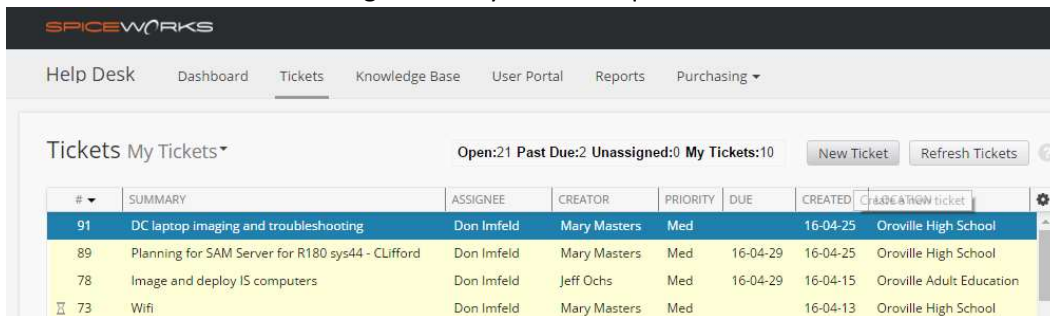 SPICEWORKS
Help Desk Dashboard Tickets Knowledge Base User Portal Reports Purchasing
Tickets My Tickets Open:21 Past Due:2 Unassigned:0 My Tickets:10 New Ticket Refresh Tickets
# SUMMARY ASSIGNEE CREATOR PRIORITY DUE CREATED LOCATION
Create a new ticket
91 DC laptop imaging and troubleshooting Don Imfeld Mary Masters Med 16-04-25 Oroville High School
89 Planning for SAM Server for R180 sys44 - CLifford Don Imfeld Mary Masters Med 16-04-29 16-04-25 Oroville High School
78 Image and deploy IS computers Don Imfeld Jeff Ochs Med 16-04-29 16-04-15 Oroville Adult Education
73 Wifi Don Imfeld Mary Masters Med 16-04-13 Oroville High School